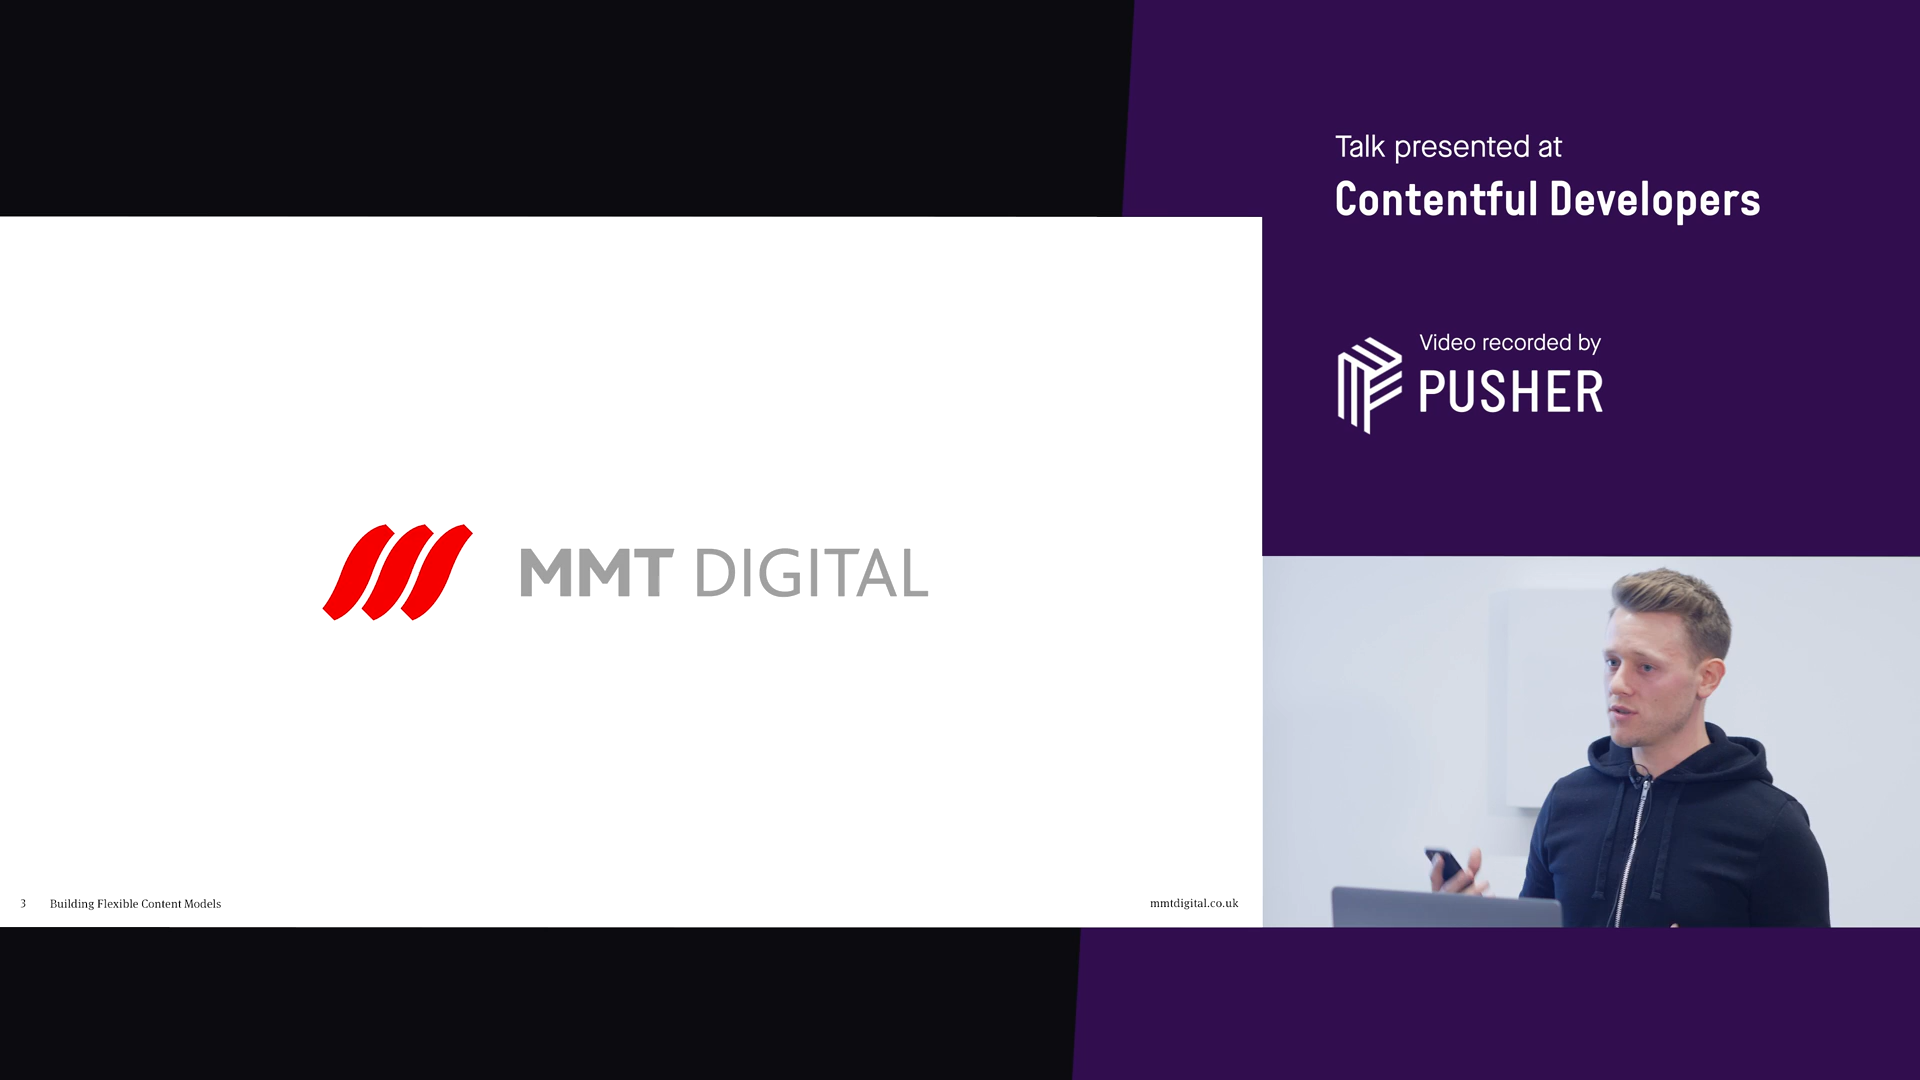 Talk presented at
Contentful Developers
Video recorded by
PUSHER
MMT DIGITAL
3 Building Flexible Content Models
mmtdigital.co.uk